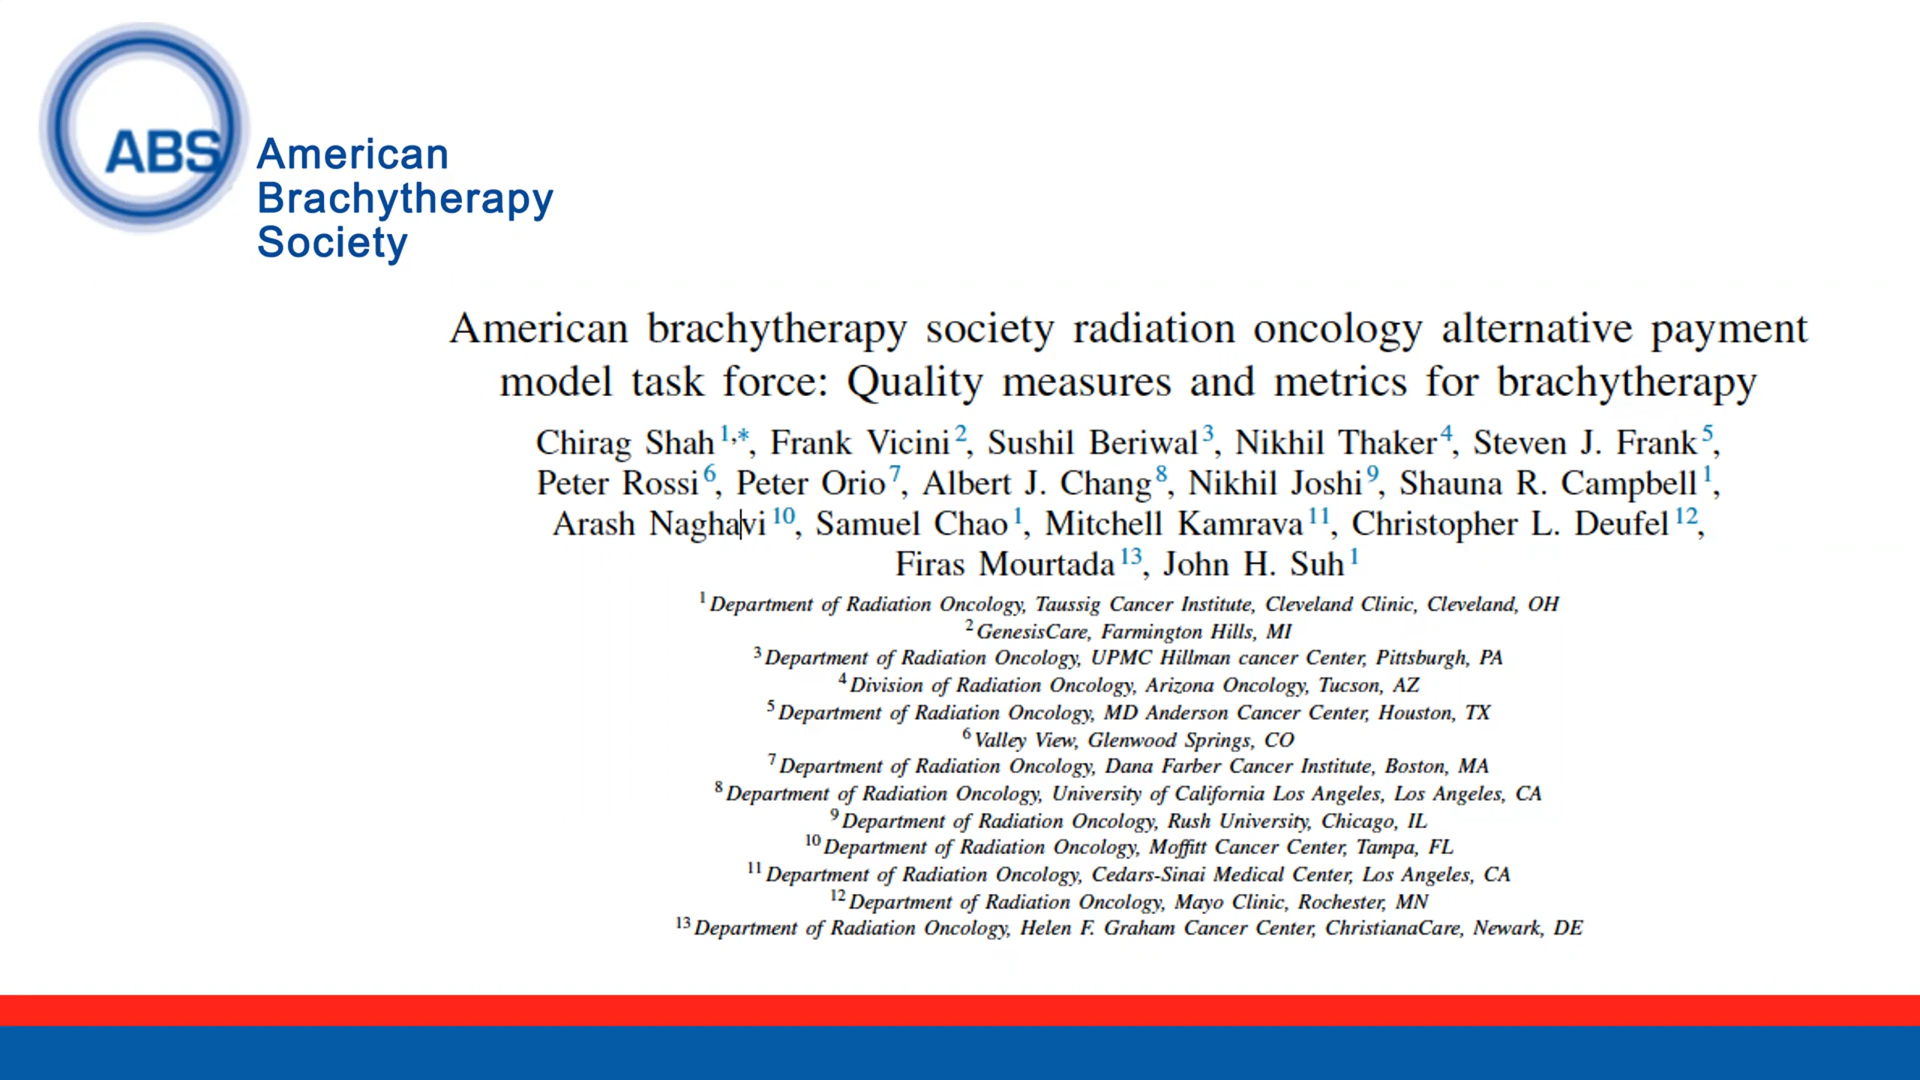 ABS
American
Brachytherapy
Society
American brachytherapy society radiation oncology alternative payment
model task force: Quality measures and metrics for brachytherapy
Chirag Shah 1,*, Frank Vicini 2, Sushil Beriwal 3, Nikhil Thaker 4, Steven J. Frank 5,
Peter Rossi 6, Peter Orio 7, Albert J. Chang 8, Nikhil Joshi 9, Shauna R. Campbell 1,
Arash Naghavi 10, Samuel Chao 1, Mitchell Kamrava 11, Christopher L. Deufel 12,
Firas Mourtada 13, John H. Suh 1
1 Department of Radiation Oncology, Taussig Cancer Institute, Cleveland Clinic, Cleveland, OH
2 GenesisCare, Farmington Hills, MI
3 Department of Radiation Oncology, UPMC Hillman cancer Center, Pittsburgh, PA
4 Division of Radiation Oncology, Arizona Oncology, Tucson, AZ
5 Department of Radiation Oncology, MD Anderson Cancer Center, Houston, TX
6 Valley View, Glenwood Springs, CO
7 Department of Radiation Oncology, Dana Farber Cancer Institute, Boston, MA
8 Department of Radiation Oncology, University of California Los Angeles, Los Angeles, CA
9 Department of Radiation Oncology, Rush University, Chicago, IL
10 Department of Radiation Oncology, Moffitt Cancer Center, Tampa, FL
11 Department of Radiation Oncology, Cedars-Sinai Medical Center, Los Angeles, CA
12 Department of Radiation Oncology, Mayo Clinic, Rochester, MN
13 Department of Radiation Oncology, Helen F. Graham Cancer Center, ChristianaCare, Newark, DE